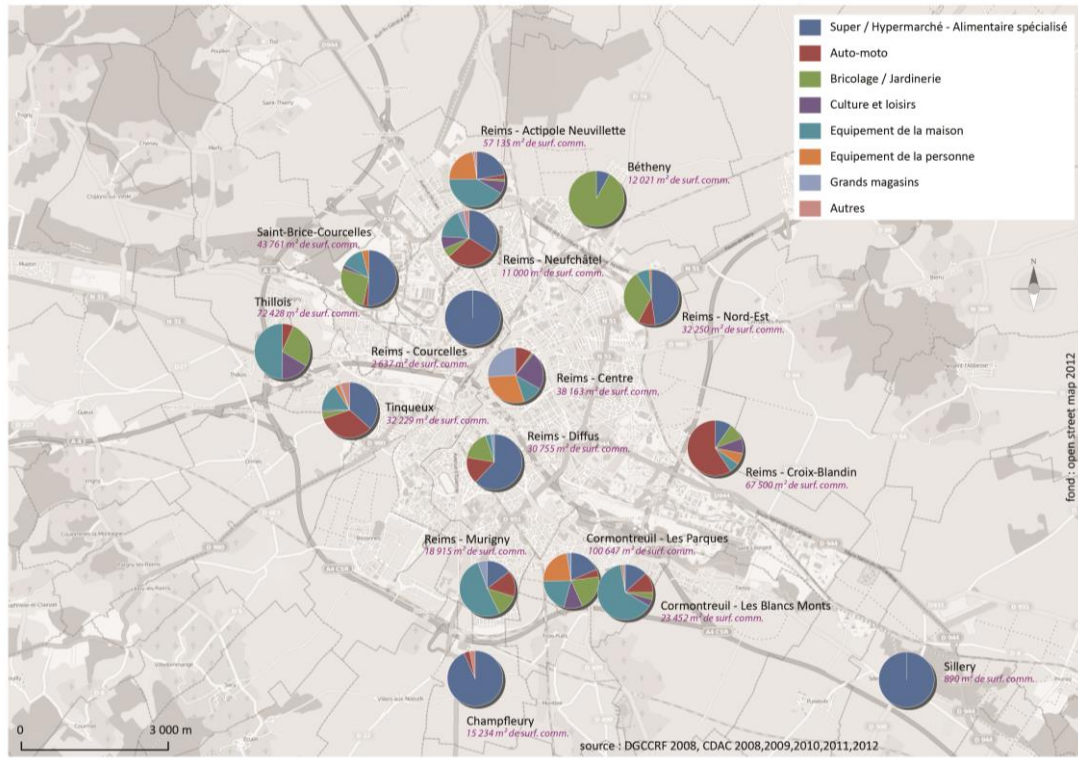 Super / Hypermarché - Alimentaire spécialisé
Auto-moto
Bricolage / Jardinerie
Culture et loisirs
Equipement de la maison
Equipement de la personne
Grands magasins
Autres
Reims - Actipole Neuvillette
57 135 m² de surf. comm.
Bétheny
12 021 m² de surf. comm.
Saint-Brice-Courcelles
43 761 m² de surf. comm.
Reims - Neufchâtel
11 000 m² de surf. comm.
Thillois
72 428 m² de surf. comm.
Reims - Nord-Est
32 250 m² de surf. comm.
Reims - Courcelles
2 637 m² de surf. comm.
Reims - Centre
38 163 m² de surf. comm.
Tinqueux
32 229 m² de surf. comm.
Reims - Diffus
30 755 m² de surf. comm.
Reims - Croix-Blandin
67 500 m² de surf. comm.
Reims - Murigny
18 915 m² de surf. comm.
Cormontreuil - Les Parques
100 647 m² de surf. comm.
Cormontreuil - Les Blancs Monts
23 452 m² de surf. comm.
Sillery
890 m² de surf. comm.
Champfleury
15 234 m² de surf. comm.
N
fond : open street map 2012
0
3 000 m
source : DGCCRF 2008, CDAC 2008,2009,2010,2011,2012